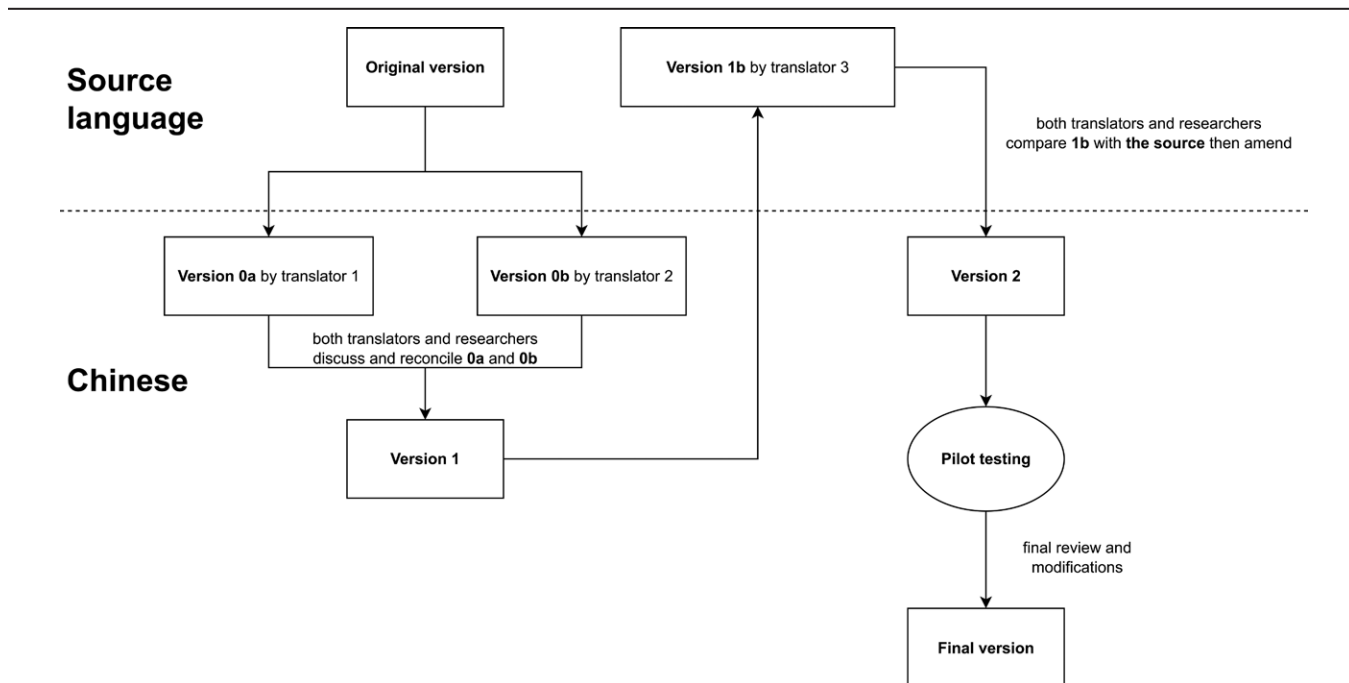 Source
language
Original version
Version 1b by translator 3
both translators and researchers
compare 1b with the source then amend
Version 0a by translator 1
Version 0b by translator 2
Version 2
both translators and researchers
discuss and reconcile 0a and 0b
Chinese
Version 1
Pilot testing
final review and
modifications
Final version